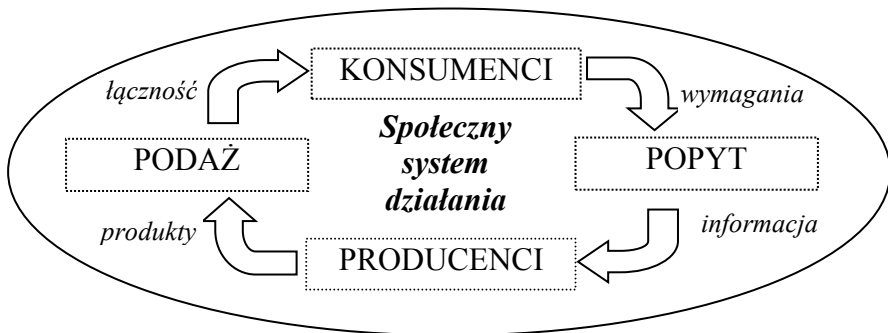 KONSUMENCI
łączność
wymagania
Społeczny
system
działania
PODAŻ
POPYT
produkty
informacja
PRODUCENCI